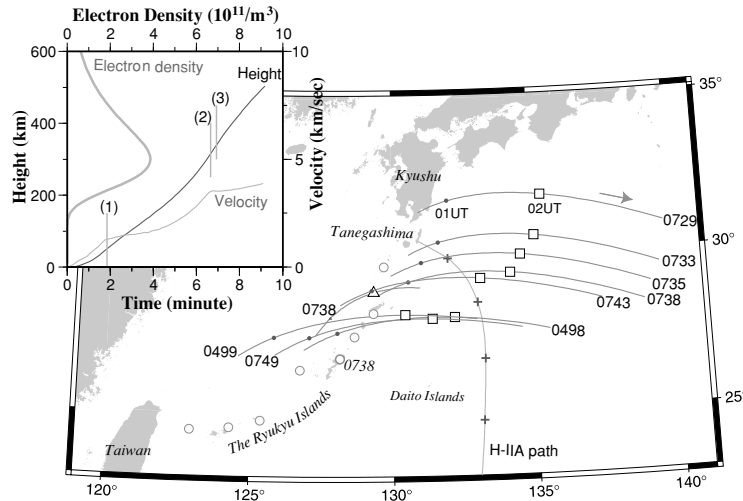 Electron Density (10¹¹/m³)
0 2 4 6 8 10
600
400
200
0
Height (km)
Electron density
Height
Velocity
(1)
(2)
(3)
10
5
0
Velocity (km/sec)
0 2 4 6 8 10
Time (minute)
35°
30°
25°
Kyushu
Tanegashima
01UT
02UT
0729
0733
0735
0738
0743
0738
0498
0499
0749
0738
Daito Islands
The Ryukyu Islands
Taiwan
H-IIA path
120° 125° 130° 135° 140°